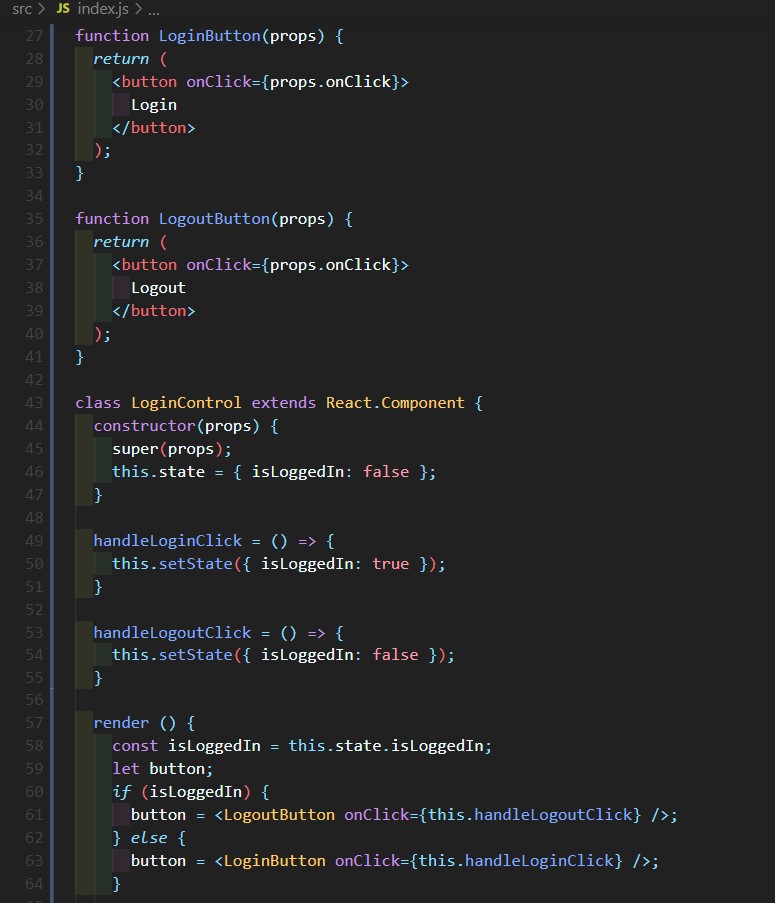 src > JS index.js > ...
27 function LoginButton(props) {
28   return (
29     <button onClick={props.onClick}>
30       Login
31     </button>
32   );
33 }
34
35 function LogoutButton(props) {
36   return (
37     <button onClick={props.onClick}>
38       Logout
39     </button>
40   );
41 }
42
43 class LoginControl extends React.Component {
44   constructor(props) {
45     super(props);
46     this.state = { isLoggedIn: false };
47   }
48
49   handleLoginClick = () => {
50     this.setState({ isLoggedIn: true });
51   }
52
53   handleLogoutClick = () => {
54     this.setState({ isLoggedIn: false });
55   }
56
57   render () {
58     const isLoggedIn = this.state.isLoggedIn;
59     let button;
60     if (isLoggedIn) {
61       button = <LogoutButton onClick={this.handleLogoutClick} />;
62     } else {
63       button = <LoginButton onClick={this.handleLoginClick} />;
64     }